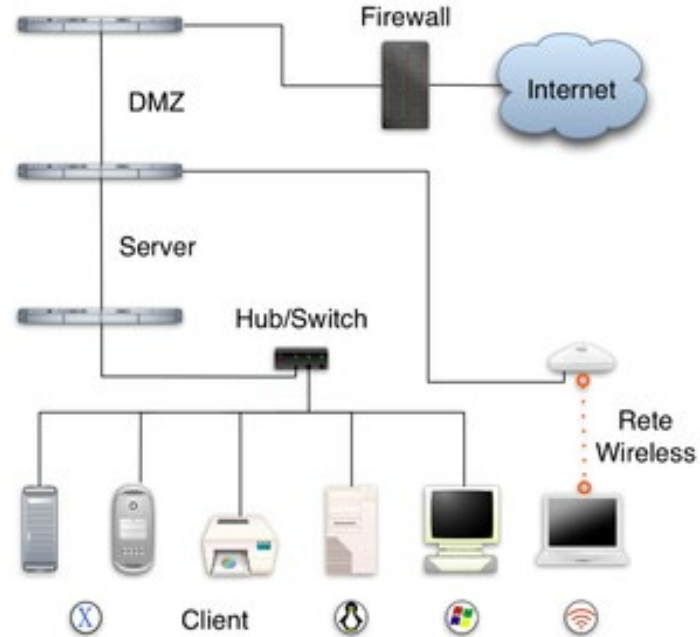 Firewall
Internet
DMZ
Server
Hub/Switch
Rete
Wireless
X
Client